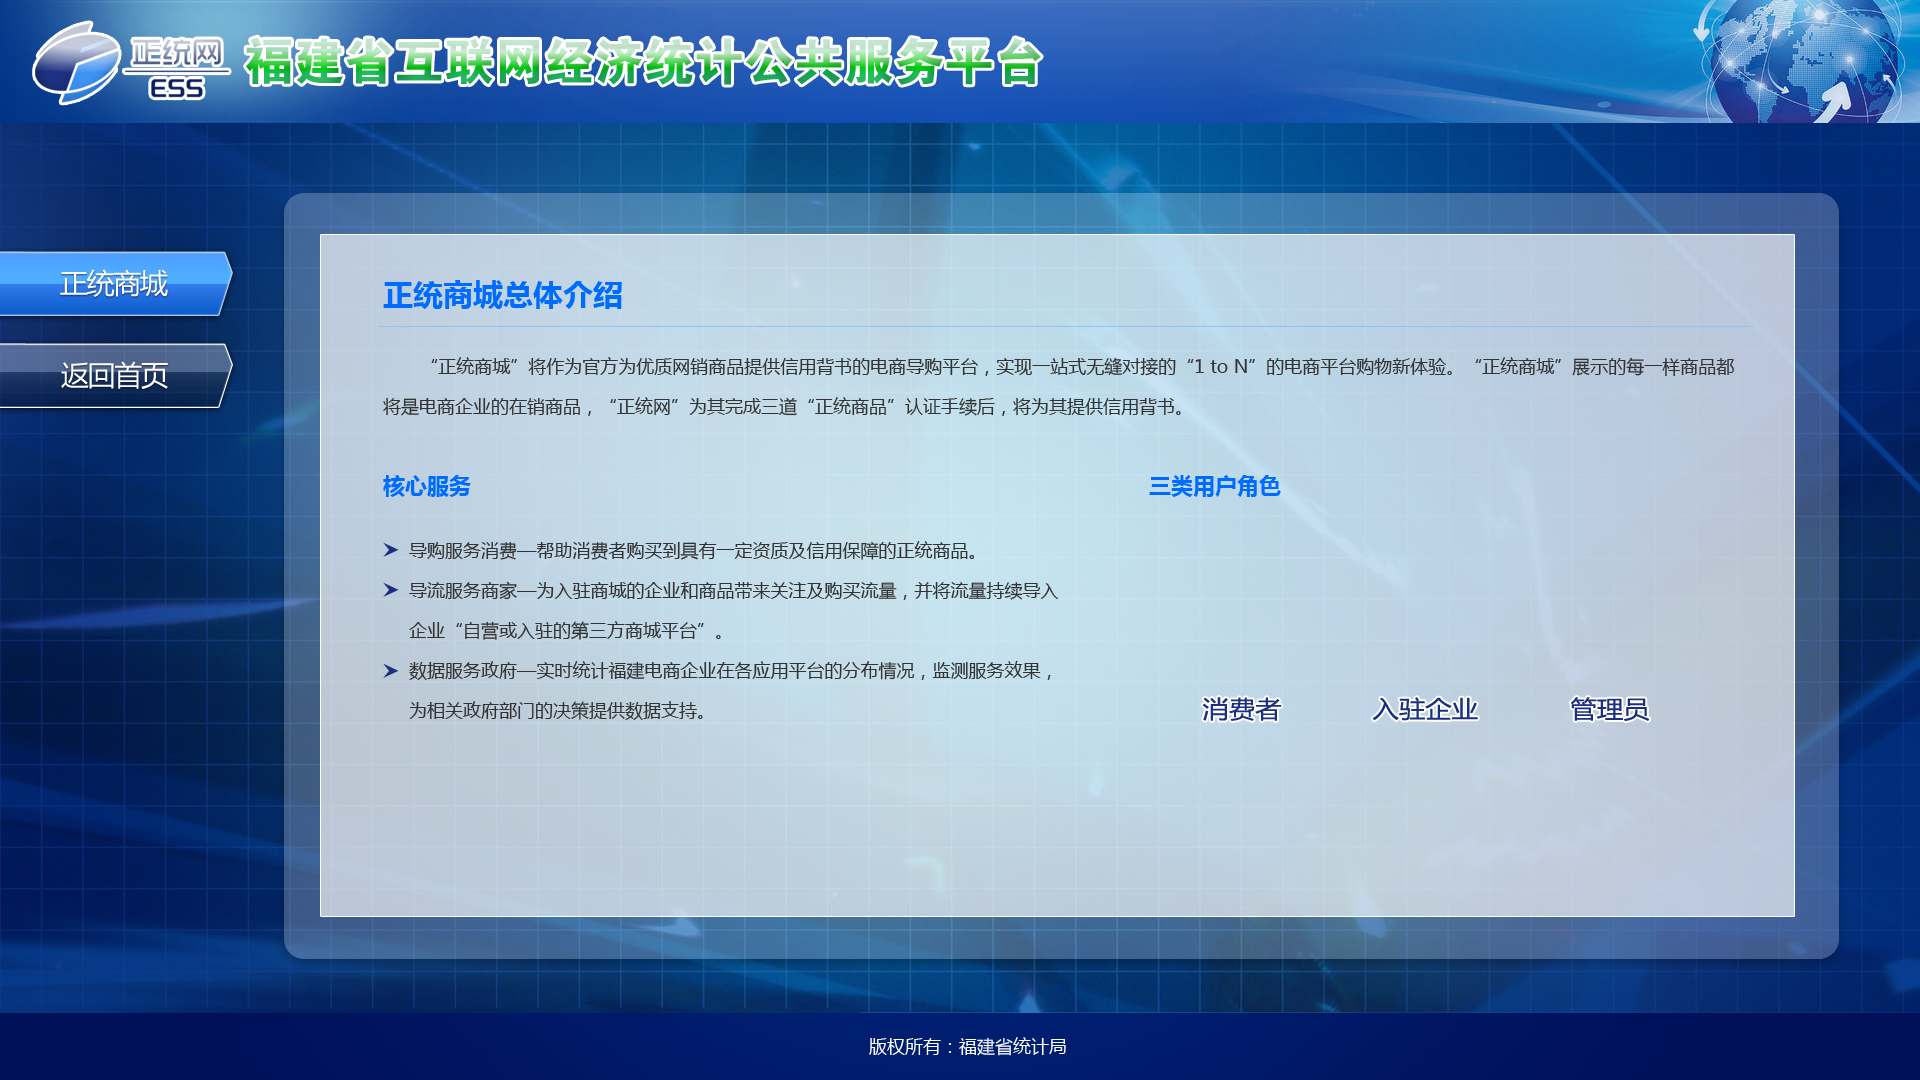 正统网
ESS
福建省互联网经济统计公共服务平台
正统商城
返回首页
正统商城总体介绍
“正统商城”将作为官方为优质网销商品提供信用背书的电商导购平台，实现一站式无缝对接的“1 to N”的电商平台购物新体验。“正统商城”展示的每一样商品都
将是电商企业的在销商品，“正统网”为其完成三道“正统商品”认证手续后，将为其提供信用背书。
核心服务
➤ 导购服务消费—帮助消费者购买到具有一定资质及信用保障的正统商品。
➤ 导流服务商家—为入驻商城的企业和商品带来关注及购买流量，并将流量持续导入
企业“自营或入驻的第三方商城平台”。
➤ 数据服务政府—实时统计福建电商企业在各应用平台的分布情况，监测服务效果，
为相关政府部门的决策提供数据支持。
三类用户角色
消费者 入驻企业 管理员
版权所有：福建省统计局